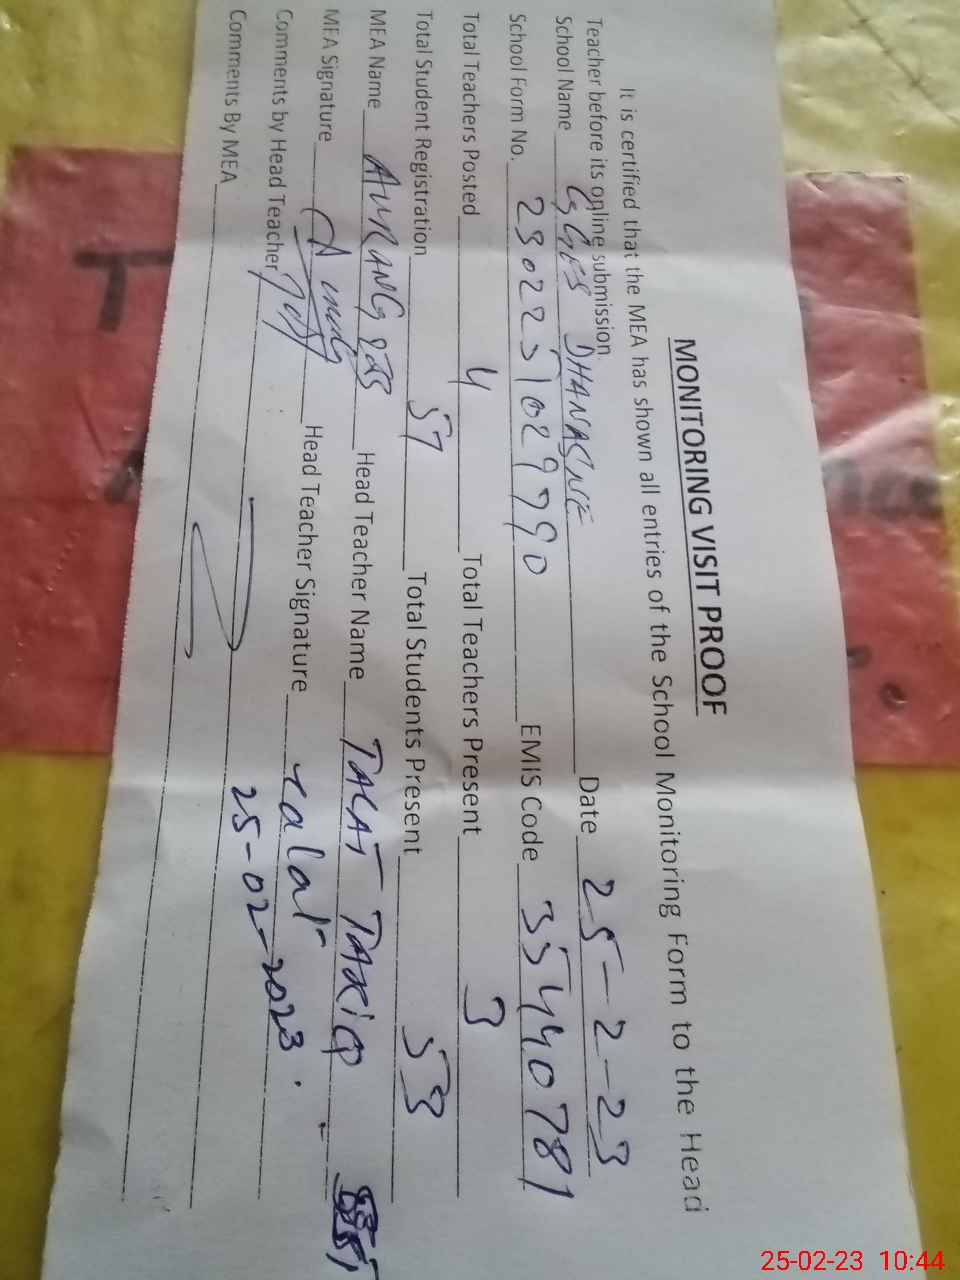 MONITORING VISIT PROOF
It is certified that the MEA has shown all entries of the School Monitoring Form to the Head
Teacher before its online submission.
School Name GGES DHANASNE Date 25-2-23
School Form No. 2302251029790 EMIS Code 35440781
Total Teachers Posted 4 Total Teachers Present 3
Total Student Registration 57 Total Students Present 53
MEA Name AURANGZEB Head Teacher Name TALAT TARIQ
MEA Signature Head Teacher Signature Talat
Comments by Head Teacher 25-02-2023.
Comments By MEA
25-02-23 10:44